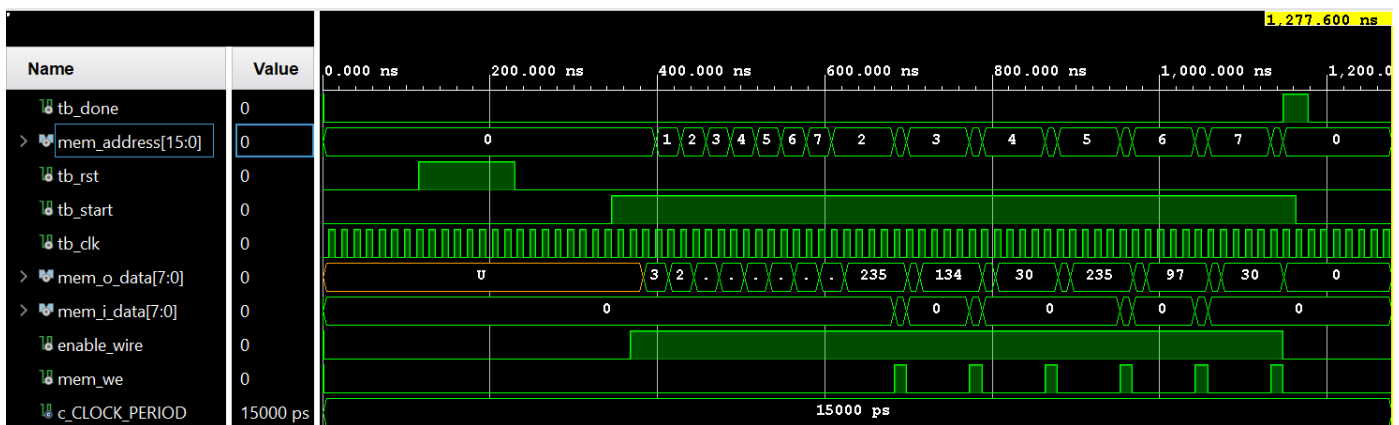 1,277.600 ns
Name Value 0.000 ns 200.000 ns 400.000 ns 600.000 ns 800.000 ns 1,000.000 ns 1,200.0
tb_done 0
mem_address[15:0] 0 0 1 2 3 4 5 6 7 2 3 4 5 6 7 0
tb_rst 0
tb_start 0
tb_clk 0
mem_o_data[7:0] 0 U 3 2 . . . . . . 235 134 30 235 97 30 0
mem_i_data[7:0] 0 0 0 0 0 0
enable_wire 0
mem_we 0
c_CLOCK_PERIOD 15000 ps 15000 ps